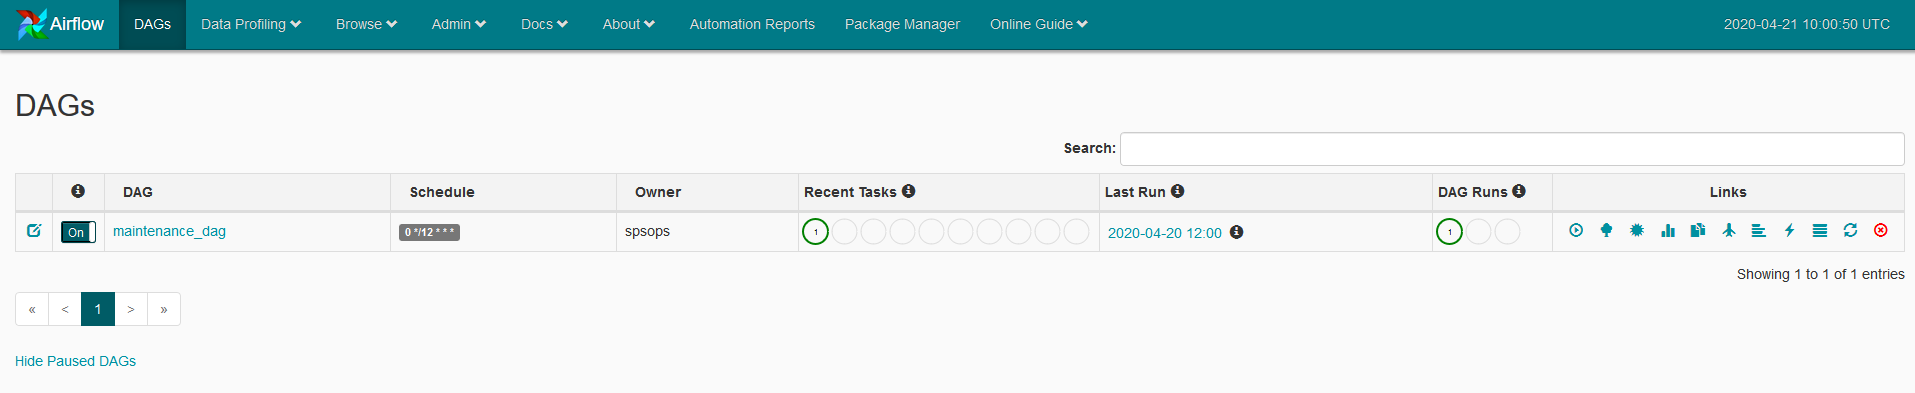 Airflow DAGs Data Profiling Browse Admin Docs About Automation Reports Package Manager Online Guide 2020-04-21 10:00:50 UTC
DAGs
Search:
DAG Schedule Owner Recent Tasks Last Run DAG Runs Links
On maintenance_dag 0 */12 * * * spsops 1 2020-04-20 12:00 1
Showing 1 to 1 of 1 entries
« < 1 > »
Hide Paused DAGs